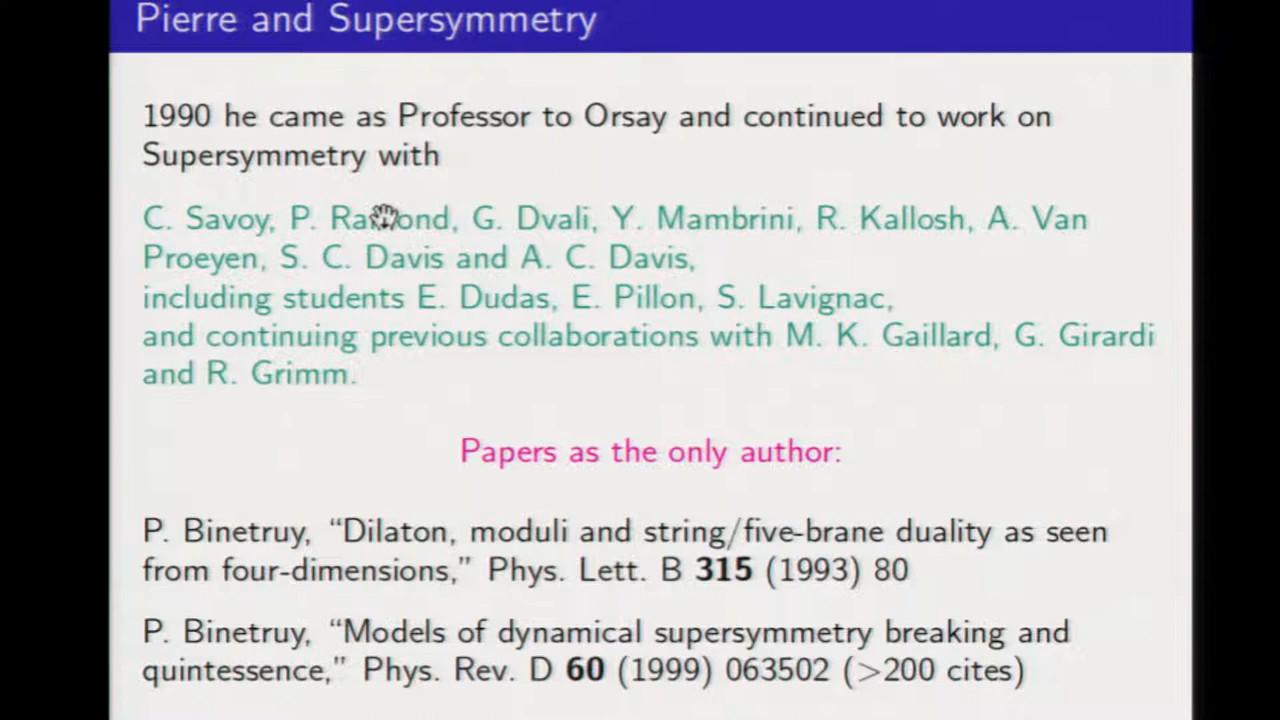 Pierre and Supersymmetry
1990 he came as Professor to Orsay and continued to work on
Supersymmetry with
C. Savoy, P. Ramond, G. Dvali, Y. Mambrini, R. Kallosh, A. Van
Proeyen, S. C. Davis and A. C. Davis,
including students E. Dudas, E. Pillon, S. Lavignac,
and continuing previous collaborations with M. K. Gaillard, G. Girardi
and R. Grimm.
Papers as the only author:
P. Binetruy, “Dilaton, moduli and string/five-brane duality as seen
from four-dimensions,” Phys. Lett. B 315 (1993) 80
P. Binetruy, “Models of dynamical supersymmetry breaking and
quintessence,” Phys. Rev. D 60 (1999) 063502 (>200 cites)